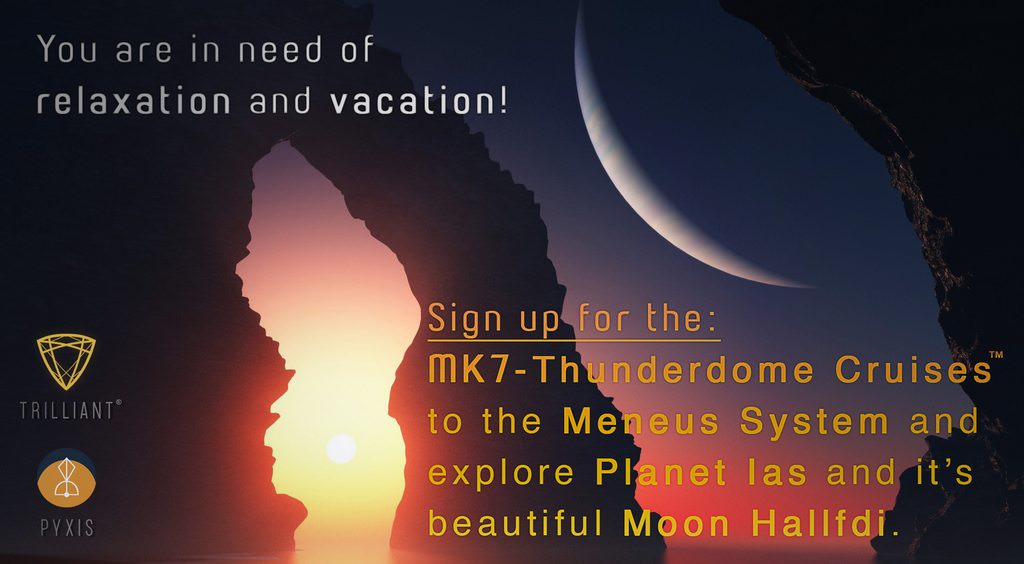 You are in need of
relaxation and vacation!
Sign up for the:
MK7-Thunderdome Cruises™
to the Meneus System and
explore Planet Ias and it's
beautiful Moon Hallfdi.
TRILLIANT®
PYXIS